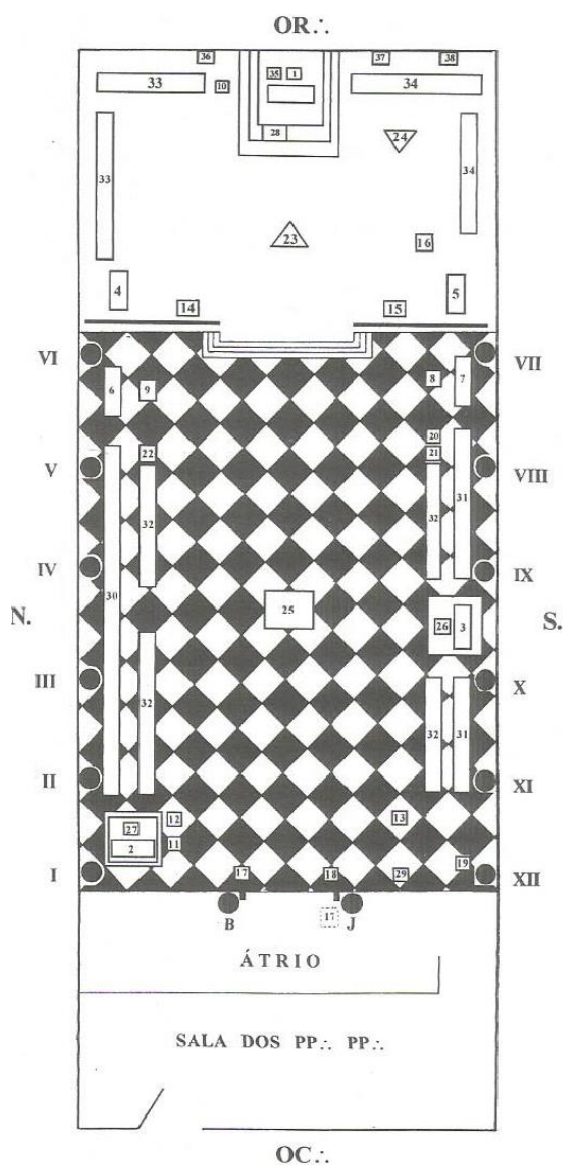 OR∴
36 35 1 37 38
33 10 34
28 24
33 34
23 16
4 14 15 5
VI VII
6 9 8 7
20
V 22 21 VIII
32 32 31
IV IX
30 25
N. 26 3 S.
III X
32 32 31
II XI
12 13
27
2 11
19
I 17 18 29 XII
B 17 J
ÁTRIO
SALA DOS PP∴ PP∴
OC∴